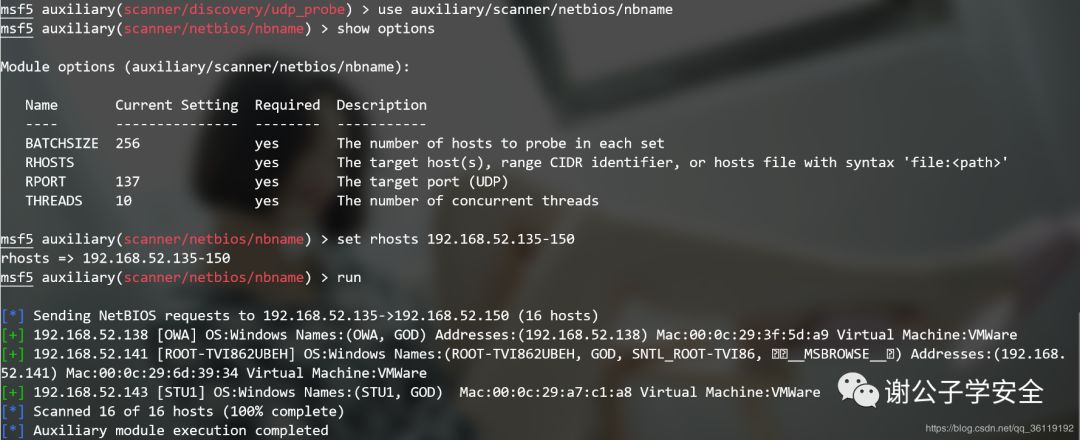 msf5 auxiliary(scanner/discovery/udp_probe) > use auxiliary/scanner/netbios/nbname
msf5 auxiliary(scanner/netbios/nbname) > show options
Module options (auxiliary/scanner/netbios/nbname):
Name Current Setting Required Description
---- --------------- -------- -----------
BATCHSIZE 256 yes The number of hosts to probe in each set
RHOSTS yes The target host(s), range CIDR identifier, or hosts file with syntax 'file:<path>'
RPORT 137 yes The target port (UDP)
THREADS 10 yes The number of concurrent threads
msf5 auxiliary(scanner/netbios/nbname) > set rhosts 192.168.52.135-150
rhosts => 192.168.52.135-150
msf5 auxiliary(scanner/netbios/nbname) > run
[*] Sending NetBIOS requests to 192.168.52.135->192.168.52.150 (16 hosts)
[+] 192.168.52.138 [OWA] OS:Windows Names:(OWA, GOD) Addresses:(192.168.52.138) Mac:00:0c:29:3f:5d:a9 Virtual Machine:VMWare
[+] 192.168.52.141 [ROOT-TVI862UBEH] OS:Windows Names:(ROOT-TVI862UBEH, GOD, SNTL_ROOT-TVI86, __MSBROWSE__) Addresses:(192.168.
52.141) Mac:00:0c:29:6d:39:34 Virtual Machine:VMWare
[+] 192.168.52.143 [STU1] OS:Windows Names:(STU1, GOD) Mac:00:0c:29:a7:c1:a8 Virtual Machine:VMWare
[*] Scanned 16 of 16 hosts (100% complete)
[*] Auxiliary module execution completed
谢公子学安全
https://blog.csdn.net/qq_36119192